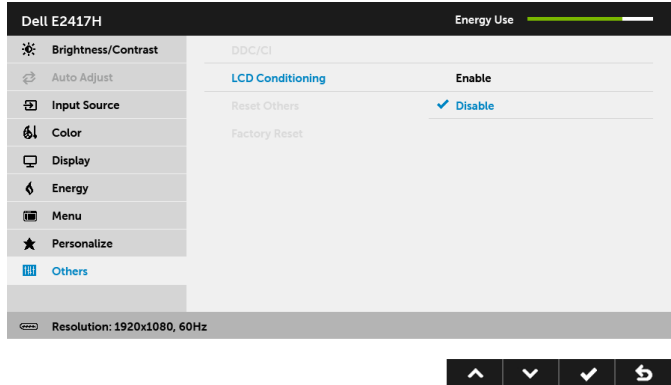 Dell E2417H
Energy Use
Brightness/Contrast
DDC/CI
Auto Adjust
LCD Conditioning
Enable
Input Source
Reset Others
Disable
Color
Factory Reset
Display
Energy
Menu
Personalize
Others
Resolution: 1920x1080, 60Hz